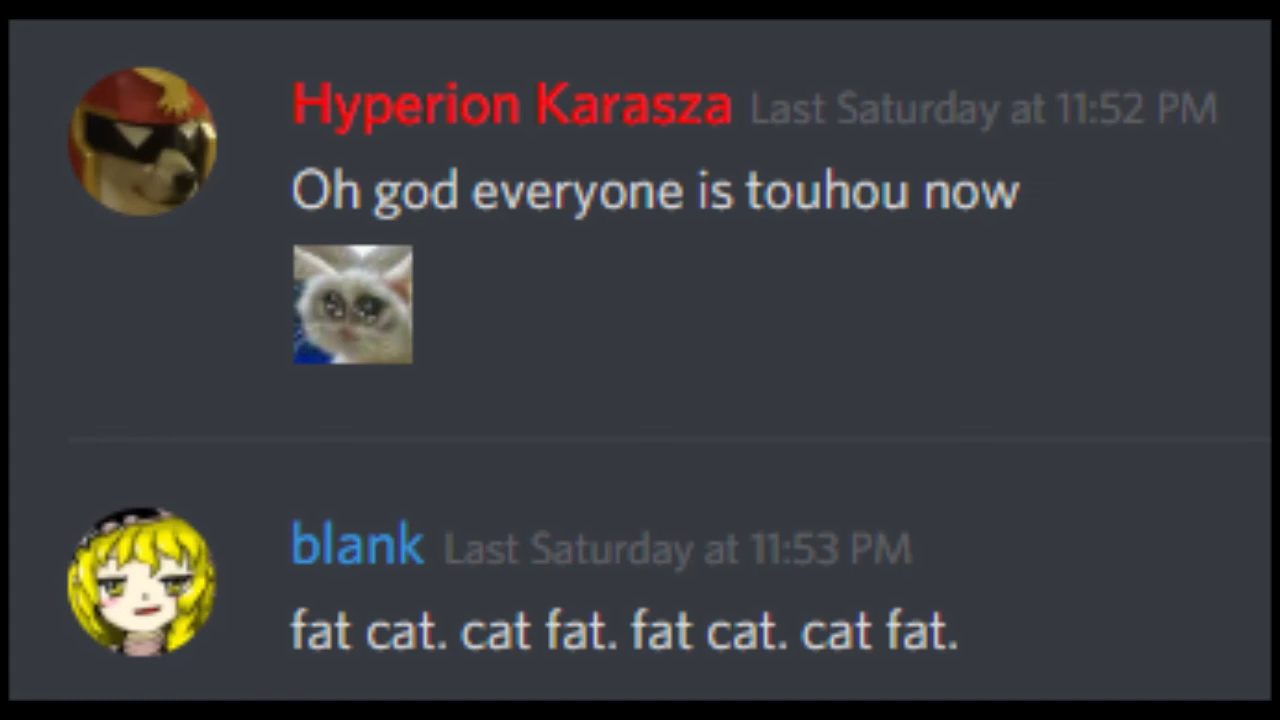 Hyperion Karasza Last Saturday at 11:52 PM
Oh god everyone is touhou now
blank Last Saturday at 11:53 PM
fat cat. cat fat. fat cat. cat fat.